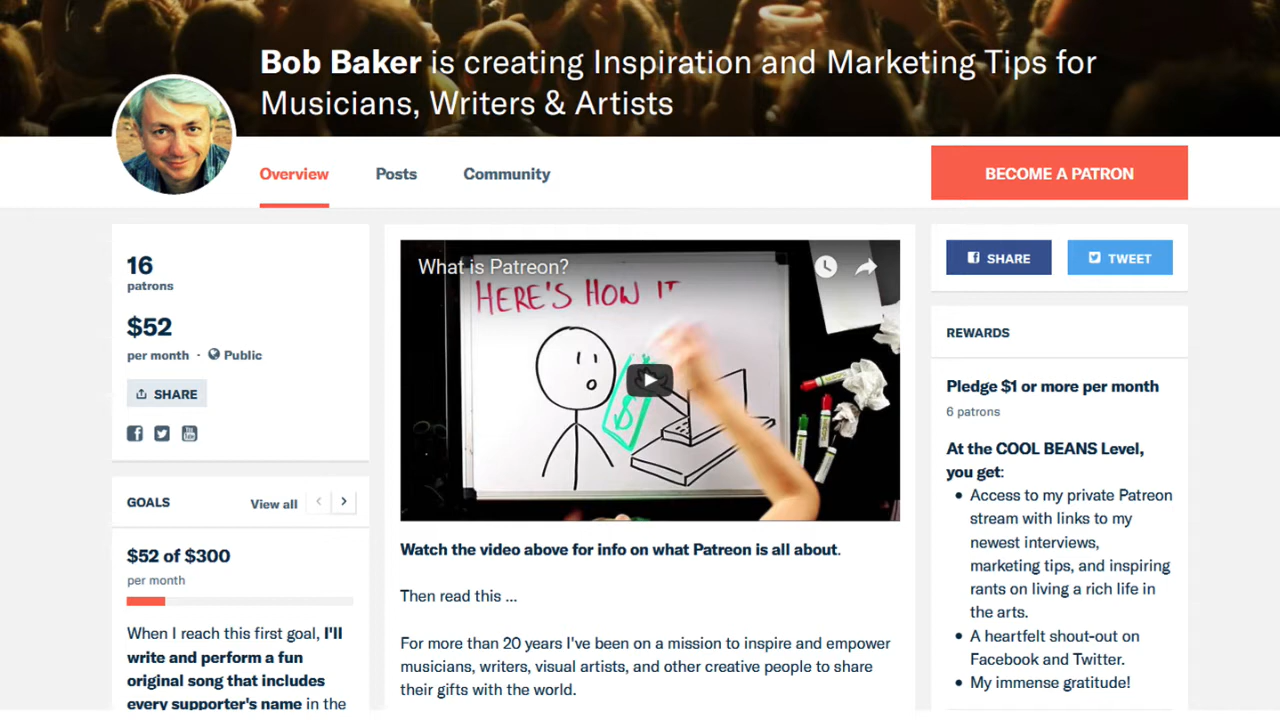 Bob Baker is creating Inspiration and Marketing Tips for
Musicians, Writers & Artists
Overview
Posts
Community
BECOME A PATRON
16
patrons
$52
per month · Public
SHARE
GOALS
View all
$52 of $300
per month
When I reach this first goal, I'll
write and perform a fun
original song that includes
every supporter's name in the
What is Patreon?
HERE'S HOW IT
$
Watch the video above for info on what Patreon is all about.
Then read this ...
For more than 20 years I've been on a mission to inspire and empower
musicians, writers, visual artists, and other creative people to share
their gifts with the world.
SHARE
TWEET
REWARDS
Pledge $1 or more per month
6 patrons
At the COOL BEANS Level,
you get:
• Access to my private Patreon
stream with links to my
newest interviews,
marketing tips, and inspiring
rants on living a rich life in
the arts.
• A heartfelt shout-out on
Facebook and Twitter.
• My immense gratitude!